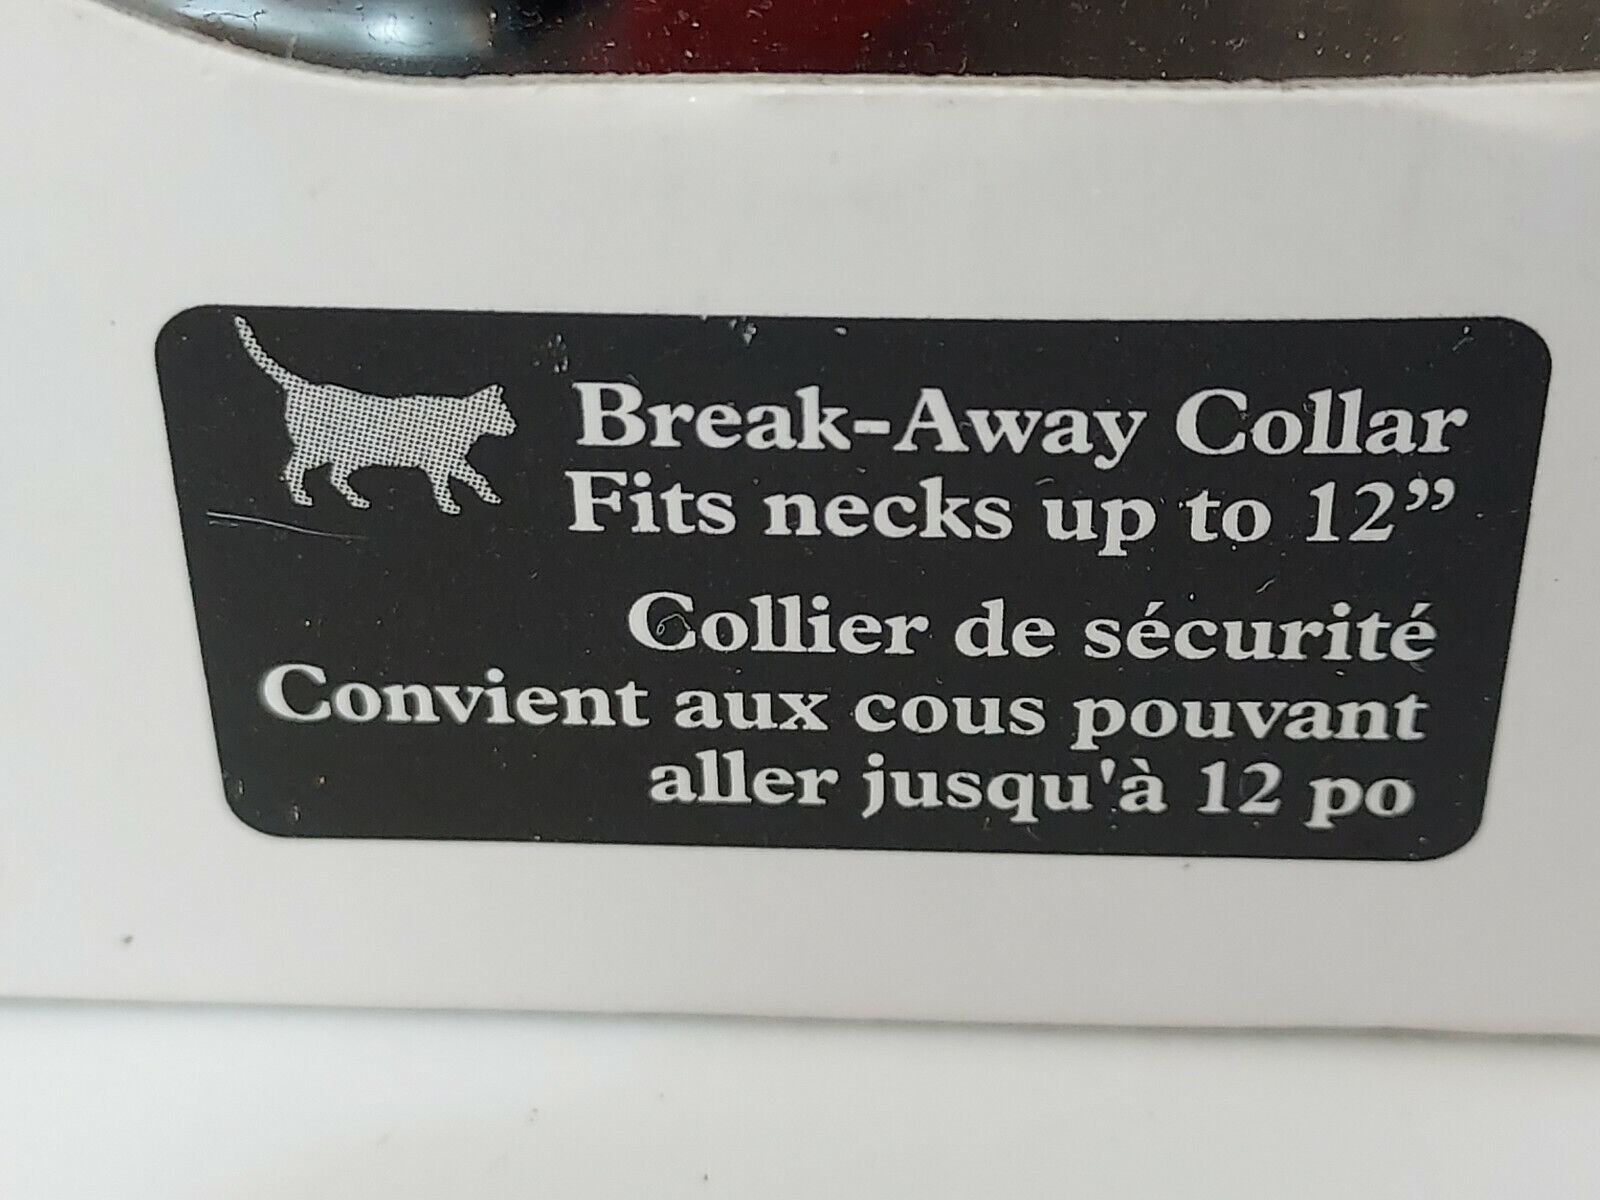 Break-Away Collar
Fits necks up to 12”
Collier de sécurité
Convient aux cous pouvant
aller jusqu'à 12 po